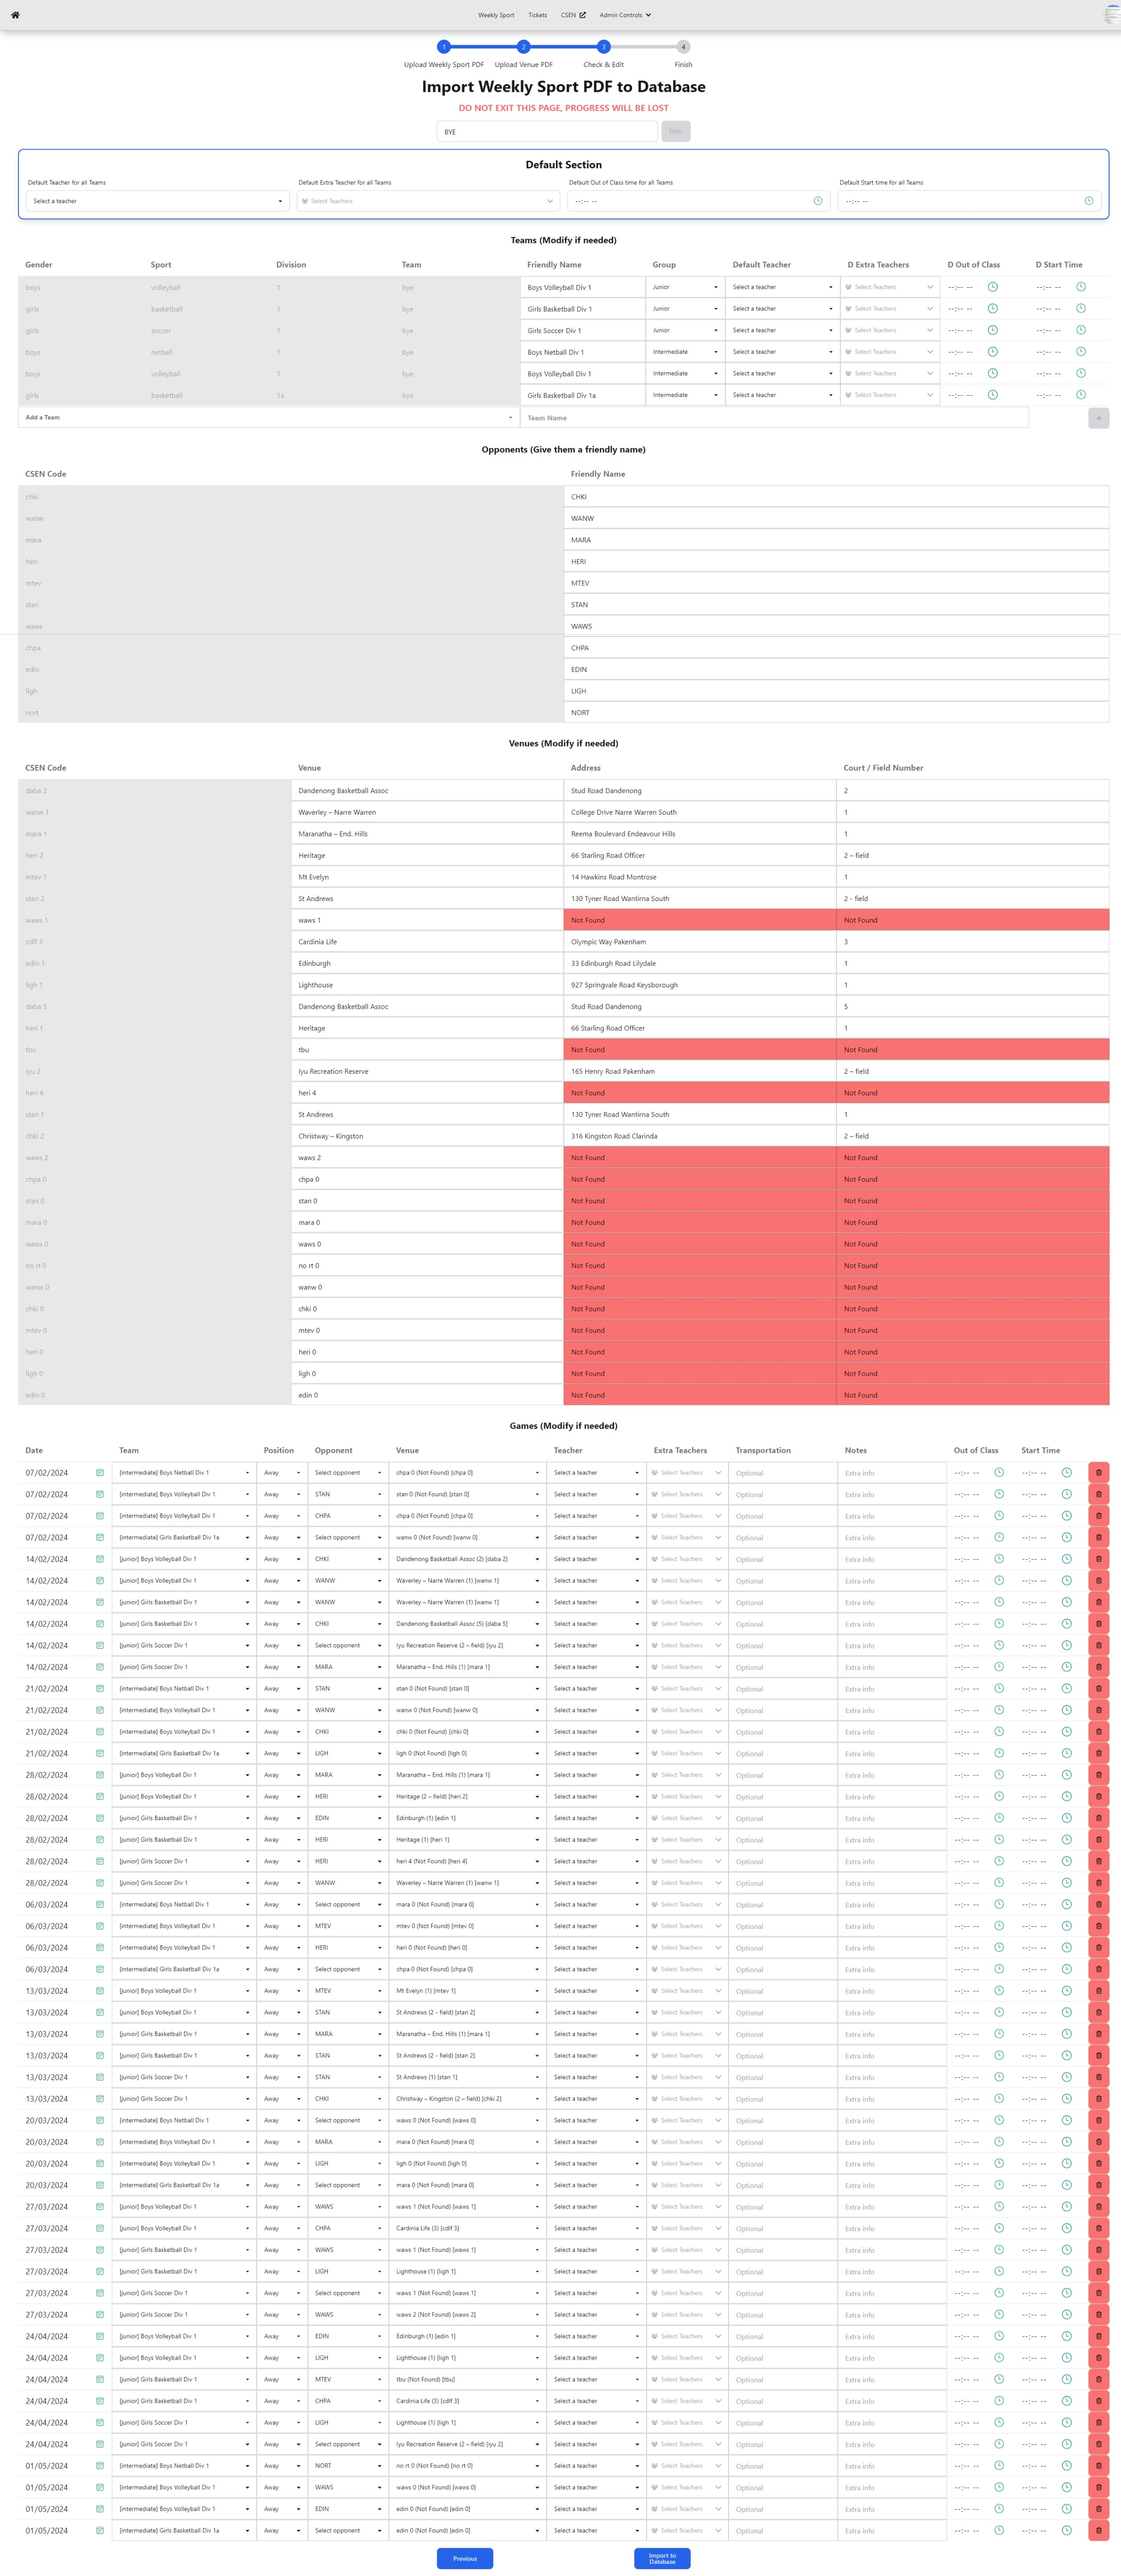 Weekly Sport Tickets CSEN Admin Controls
1 2 3 4
Upload Weekly Sport PDF Upload Venue PDF Check & Edit Finish
Import Weekly Sport PDF to Database
DO NOT EXIT THIS PAGE, PROGRESS WILL BE LOST
BYE Filter
Default Section
Default Teacher for all Teams Default Extra Teacher for all Teams Default Out of Class time for all Teams Default Start time for all Teams
Select a teacher Select Teachers --:-- -- --:-- --
Teams (Modify if needed)
Gender Sport Division Team Friendly Name Group Default Teacher D Extra Teachers D Out of Class D Start Time
boys volleyball 1 bye Boys Volleyball Div 1 Junior Select a teacher Select Teachers --:-- -- --:-- --
girls basketball 1 bye Girls Basketball Div 1 Junior Select a teacher Select Teachers --:-- -- --:-- --
girls soccer 1 bye Girls Soccer Div 1 Junior Select a teacher Select Teachers --:-- -- --:-- --
boys netball 1 bye Boys Netball Div 1 Intermediate Select a teacher Select Teachers --:-- -- --:-- --
boys volleyball 1 bye Boys Volleyball Div 1 Intermediate Select a teacher Select Teachers --:-- -- --:-- --
girls basketball 1a bye Girls Basketball Div 1a Intermediate Select a teacher Select Teachers --:-- -- --:-- --
Add a Team Team Name +
Opponents (Give them a friendly name)
CSEN Code Friendly Name
chki CHKI
wanw WANW
mara MARA
heri HERI
mtev MTEV
stan STAN
waws WAWS
chpa CHPA
edin EDIN
ligh LIGH
nort NORT
Venues (Modify if needed)
CSEN Code Venue Address Court / Field Number
daba 2 Dandenong Basketball Assoc Stud Road Dandenong 2
wanw 1 Waverley – Narre Warren College Drive Narre Warren South 1
mara 1 Maranatha – End. Hills Reema Boulevard Endeavour Hills 1
heri 2 Heritage 66 Starling Road Officer 2 – field
mtev 1 Mt Evelyn 14 Hawkins Road Montrose 1
stan 2 St Andrews 130 Tyner Road Wantirna South 2 - field
waws 1 waws 1 Not Found Not Found
cdlf 3 Cardinia Life Olympic Way Pakenham 3
edin 1 Edinburgh 33 Edinburgh Road Lilydale 1
ligh 1 Lighthouse 927 Springvale Road Keysborough 1
daba 5 Dandenong Basketball Assoc Stud Road Dandenong 5
heri 1 Heritage 66 Starling Road Officer 1
tbu tbu Not Found Not Found
iyu 2 Iyu Recreation Reserve 165 Henry Road Pakenham 2 – field
heri 4 heri 4 Not Found Not Found
stan 1 St Andrews 130 Tyner Road Wantirna South 1
chki 2 Christway – Kingston 316 Kingston Road Clarinda 2 – field
waws 2 waws 2 Not Found Not Found
chpa 0 chpa 0 Not Found Not Found
stan 0 stan 0 Not Found Not Found
mara 0 mara 0 Not Found Not Found
waws 0 waws 0 Not Found Not Found
no rt 0 no rt 0 Not Found Not Found
wanw 0 wanw 0 Not Found Not Found
chki 0 chki 0 Not Found Not Found
mtev 0 mtev 0 Not Found Not Found
heri 0 heri 0 Not Found Not Found
ligh 0 ligh 0 Not Found Not Found
edin 0 edin 0 Not Found Not Found
Games (Modify if needed)
Date Team Position Opponent Venue Teacher Extra Teachers Transportation Notes Out of Class Start Time
07/02/2024 [intermediate] Boys Netball Div 1 Away Select opponent chpa 0 (Not Found) [chpa 0] Select a teacher Select Teachers Optional Extra info --:-- -- --:-- --
07/02/2024 [intermediate] Boys Volleyball Div 1 Away STAN stan 0 (Not Found) [stan 0] Select a teacher Select Teachers Optional Extra info --:-- -- --:-- --
07/02/2024 [intermediate] Boys Volleyball Div 1 Away CHPA chpa 0 (Not Found) [chpa 0] Select a teacher Select Teachers Optional Extra info --:-- -- --:-- --
07/02/2024 [intermediate] Girls Basketball Div 1a Away Select opponent wanw 0 (Not Found) [wanw 0] Select a teacher Select Teachers Optional Extra info --:-- -- --:-- --
14/02/2024 [junior] Boys Volleyball Div 1 Away CHKI Dandenong Basketball Assoc (2) [daba 2] Select a teacher Select Teachers Optional Extra info --:-- -- --:-- --
14/02/2024 [junior] Boys Volleyball Div 1 Away WANW Waverley – Narre Warren (1) [wanw 1] Select a teacher Select Teachers Optional Extra info --:-- -- --:-- --
14/02/2024 [junior] Girls Basketball Div 1 Away WANW Waverley – Narre Warren (1) [wanw 1] Select a teacher Select Teachers Optional Extra info --:-- -- --:-- --
14/02/2024 [junior] Girls Basketball Div 1 Away CHKI Dandenong Basketball Assoc (5) [daba 5] Select a teacher Select Teachers Optional Extra info --:-- -- --:-- --
14/02/2024 [junior] Girls Soccer Div 1 Away Select opponent Iyu Recreation Reserve (2 – field) [iyu 2] Select a teacher Select Teachers Optional Extra info --:-- -- --:-- --
14/02/2024 [junior] Girls Soccer Div 1 Away MARA Maranatha – End. Hills (1) [mara 1] Select a teacher Select Teachers Optional Extra info --:-- -- --:-- --
21/02/2024 [intermediate] Boys Netball Div 1 Away STAN stan 0 (Not Found) [stan 0] Select a teacher Select Teachers Optional Extra info --:-- -- --:-- --
21/02/2024 [intermediate] Boys Volleyball Div 1 Away WANW wanw 0 (Not Found) [wanw 0] Select a teacher Select Teachers Optional Extra info --:-- -- --:-- --
21/02/2024 [intermediate] Boys Volleyball Div 1 Away CHKI chki 0 (Not Found) [chki 0] Select a teacher Select Teachers Optional Extra info --:-- -- --:-- --
21/02/2024 [intermediate] Girls Basketball Div 1a Away LIGH ligh 0 (Not Found) [ligh 0] Select a teacher Select Teachers Optional Extra info --:-- -- --:-- --
28/02/2024 [junior] Boys Volleyball Div 1 Away MARA Maranatha – End. Hills (1) [mara 1] Select a teacher Select Teachers Optional Extra info --:-- -- --:-- --
28/02/2024 [junior] Boys Volleyball Div 1 Away HERI Heritage (2 – field) [heri 2] Select a teacher Select Teachers Optional Extra info --:-- -- --:-- --
28/02/2024 [junior] Girls Basketball Div 1 Away EDIN Edinburgh (1) [edin 1] Select a teacher Select Teachers Optional Extra info --:-- -- --:-- --
28/02/2024 [junior] Girls Basketball Div 1 Away HERI Heritage (1) [heri 1] Select a teacher Select Teachers Optional Extra info --:-- -- --:-- --
28/02/2024 [junior] Girls Soccer Div 1 Away HERI heri 4 (Not Found) [heri 4] Select a teacher Select Teachers Optional Extra info --:-- -- --:-- --
28/02/2024 [junior] Girls Soccer Div 1 Away WANW Waverley – Narre Warren (1) [wanw 1] Select a teacher Select Teachers Optional Extra info --:-- -- --:-- --
06/03/2024 [intermediate] Boys Netball Div 1 Away Select opponent mara 0 (Not Found) [mara 0] Select a teacher Select Teachers Optional Extra info --:-- -- --:-- --
06/03/2024 [intermediate] Boys Volleyball Div 1 Away MTEV mtev 0 (Not Found) [mtev 0] Select a teacher Select Teachers Optional Extra info --:-- -- --:-- --
06/03/2024 [intermediate] Boys Volleyball Div 1 Away HERI heri 0 (Not Found) [heri 0] Select a teacher Select Teachers Optional Extra info --:-- -- --:-- --
06/03/2024 [intermediate] Girls Basketball Div 1a Away Select opponent chpa 0 (Not Found) [chpa 0] Select a teacher Select Teachers Optional Extra info --:-- -- --:-- --
13/03/2024 [junior] Boys Volleyball Div 1 Away MTEV Mt Evelyn (1) [mtev 1] Select a teacher Select Teachers Optional Extra info --:-- -- --:-- --
13/03/2024 [junior] Boys Volleyball Div 1 Away STAN St Andrews (2 - field) [stan 2] Select a teacher Select Teachers Optional Extra info --:-- -- --:-- --
13/03/2024 [junior] Girls Basketball Div 1 Away MARA Maranatha – End. Hills (1) [mara 1] Select a teacher Select Teachers Optional Extra info --:-- -- --:-- --
13/03/2024 [junior] Girls Basketball Div 1 Away STAN St Andrews (2 - field) [stan 2] Select a teacher Select Teachers Optional Extra info --:-- -- --:-- --
13/03/2024 [junior] Girls Soccer Div 1 Away STAN St Andrews (1) [stan 1] Select a teacher Select Teachers Optional Extra info --:-- -- --:-- --
13/03/2024 [junior] Girls Soccer Div 1 Away CHKI Christway – Kingston (2 – field) [chki 2] Select a teacher Select Teachers Optional Extra info --:-- -- --:-- --
20/03/2024 [intermediate] Boys Netball Div 1 Away Select opponent waws 0 (Not Found) [waws 0] Select a teacher Select Teachers Optional Extra info --:-- -- --:-- --
20/03/2024 [intermediate] Boys Volleyball Div 1 Away MARA mara 0 (Not Found) [mara 0] Select a teacher Select Teachers Optional Extra info --:-- -- --:-- --
20/03/2024 [intermediate] Boys Volleyball Div 1 Away LIGH ligh 0 (Not Found) [ligh 0] Select a teacher Select Teachers Optional Extra info --:-- -- --:-- --
20/03/2024 [intermediate] Girls Basketball Div 1a Away Select opponent mara 0 (Not Found) [mara 0] Select a teacher Select Teachers Optional Extra info --:-- -- --:-- --
27/03/2024 [junior] Boys Volleyball Div 1 Away WAWS waws 1 (Not Found) [waws 1] Select a teacher Select Teachers Optional Extra info --:-- -- --:-- --
27/03/2024 [junior] Boys Volleyball Div 1 Away CHPA Cardinia Life (3) [cdlf 3] Select a teacher Select Teachers Optional Extra info --:-- -- --:-- --
27/03/2024 [junior] Girls Basketball Div 1 Away WAWS waws 1 (Not Found) [waws 1] Select a teacher Select Teachers Optional Extra info --:-- -- --:-- --
27/03/2024 [junior] Girls Basketball Div 1 Away LIGH Lighthouse (1) [ligh 1] Select a teacher Select Teachers Optional Extra info --:-- -- --:-- --
27/03/2024 [junior] Girls Soccer Div 1 Away Select opponent waws 1 (Not Found) [waws 1] Select a teacher Select Teachers Optional Extra info --:-- -- --:-- --
27/03/2024 [junior] Girls Soccer Div 1 Away WAWS waws 2 (Not Found) [waws 2] Select a teacher Select Teachers Optional Extra info --:-- -- --:-- --
24/04/2024 [junior] Boys Volleyball Div 1 Away EDIN Edinburgh (1) [edin 1] Select a teacher Select Teachers Optional Extra info --:-- -- --:-- --
24/04/2024 [junior] Boys Volleyball Div 1 Away LIGH Lighthouse (1) [ligh 1] Select a teacher Select Teachers Optional Extra info --:-- -- --:-- --
24/04/2024 [junior] Girls Basketball Div 1 Away MTEV tbu (Not Found) [tbu] Select a teacher Select Teachers Optional Extra info --:-- -- --:-- --
24/04/2024 [junior] Girls Basketball Div 1 Away CHPA Cardinia Life (3) [cdlf 3] Select a teacher Select Teachers Optional Extra info --:-- -- --:-- --
24/04/2024 [junior] Girls Soccer Div 1 Away LIGH Lighthouse (1) [ligh 1] Select a teacher Select Teachers Optional Extra info --:-- -- --:-- --
24/04/2024 [junior] Girls Soccer Div 1 Away Select opponent Iyu Recreation Reserve (2 – field) [iyu 2] Select a teacher Select Teachers Optional Extra info --:-- -- --:-- --
01/05/2024 [intermediate] Boys Netball Div 1 Away NORT no rt 0 (Not Found) [no rt 0] Select a teacher Select Teachers Optional Extra info --:-- -- --:-- --
01/05/2024 [intermediate] Boys Volleyball Div 1 Away WAWS waws 0 (Not Found) [waws 0] Select a teacher Select Teachers Optional Extra info --:-- -- --:-- --
01/05/2024 [intermediate] Boys Volleyball Div 1 Away EDIN edin 0 (Not Found) [edin 0] Select a teacher Select Teachers Optional Extra info --:-- -- --:-- --
01/05/2024 [intermediate] Girls Basketball Div 1a Away Select opponent edin 0 (Not Found) [edin 0] Select a teacher Select Teachers Optional Extra info --:-- -- --:-- --
Previous Import to
Database